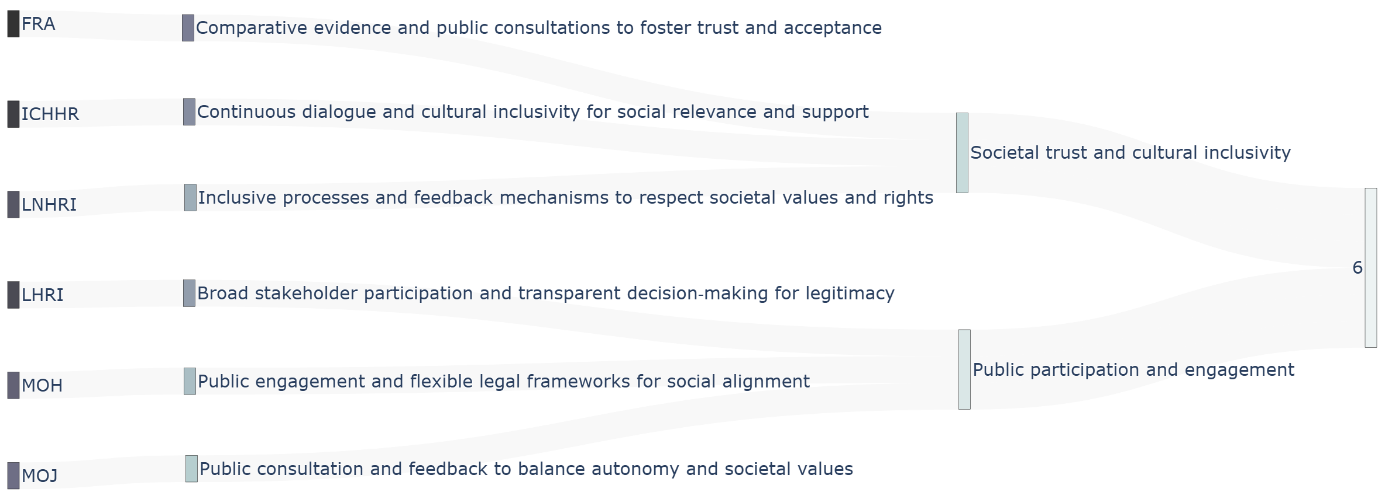 FRA
Comparative evidence and public consultations to foster trust and acceptance
ICHHR
Continuous dialogue and cultural inclusivity for social relevance and support
Societal trust and cultural inclusivity
LNHRI
Inclusive processes and feedback mechanisms to respect societal values and rights
6
LHRI
Broad stakeholder participation and transparent decision-making for legitimacy
Public participation and engagement
MOH
Public engagement and flexible legal frameworks for social alignment
MOJ
Public consultation and feedback to balance autonomy and societal values